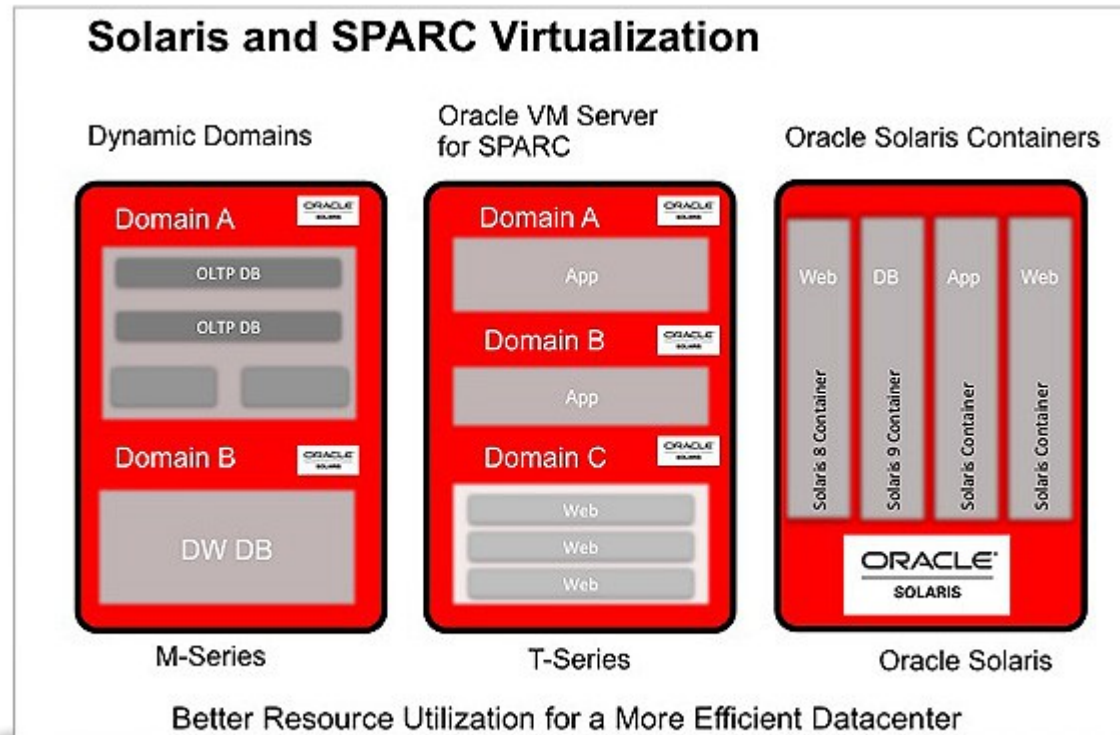 Solaris and SPARC Virtualization
Dynamic Domains
Domain A
ORACLE
SOLARIS
OLTP DB
OLTP DB
Domain B
ORACLE
SOLARIS
DW DB
M-Series
Oracle VM Server
for SPARC
Domain A
ORACLE
SOLARIS
App
Domain B
ORACLE
SOLARIS
App
Domain C
ORACLE
SOLARIS
Web
Web
Web
T-Series
Oracle Solaris Containers
Web
Solaris 8 Container
DB
Solaris 9 Container
App
Solaris Container
Web
Solaris Container
ORACLE
SOLARIS
Oracle Solaris
Better Resource Utilization for a More Efficient Datacenter